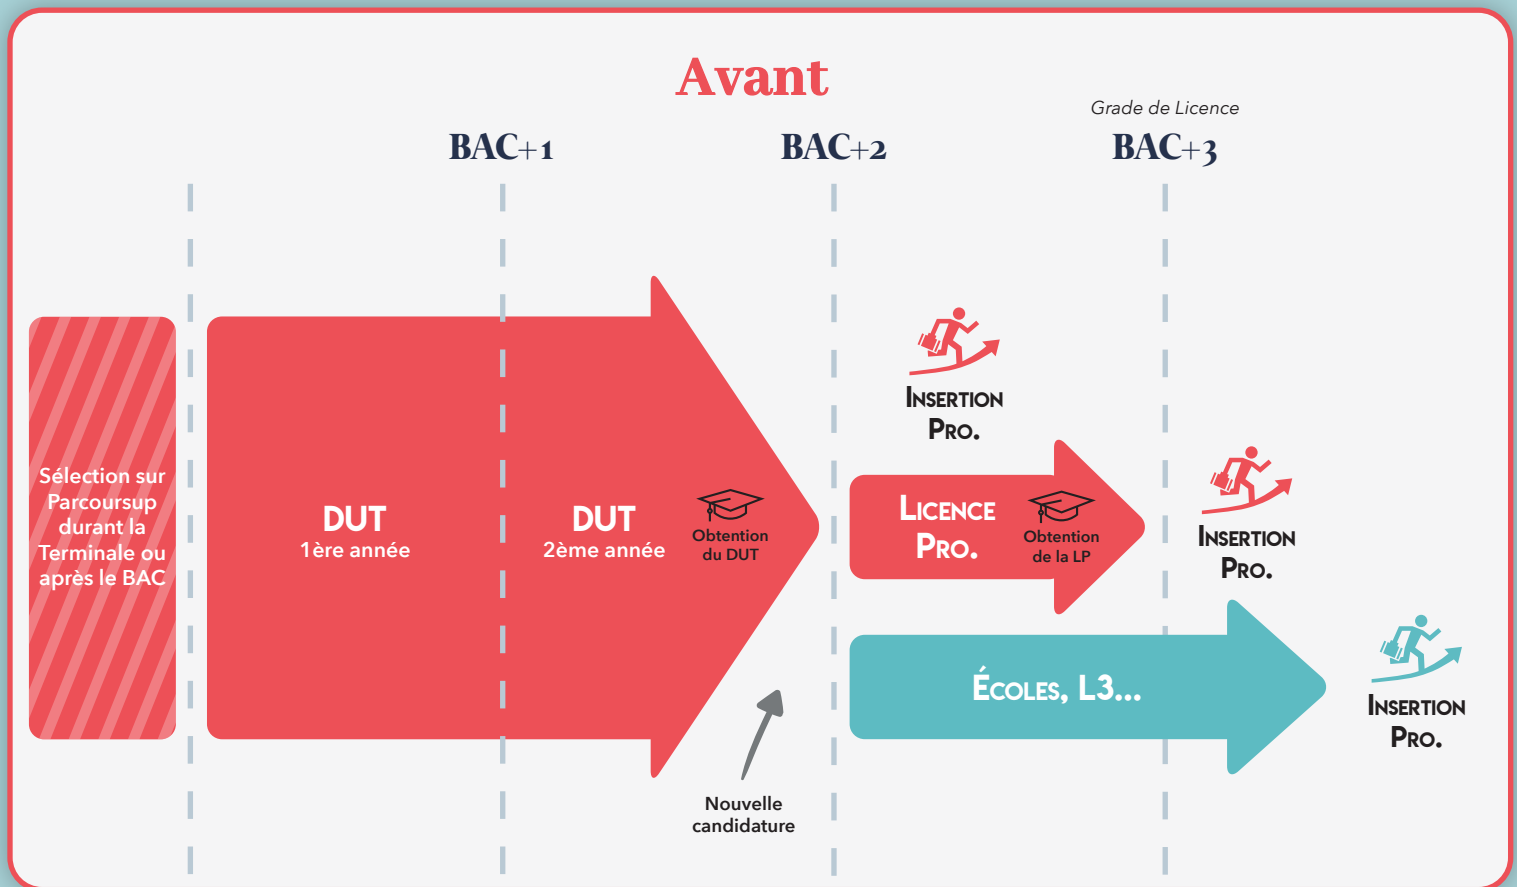 Avant
Grade de Licence
BAC+1
BAC+2
BAC+3
Sélection sur
Parcoursup
durant la
Terminale ou
après le BAC
DUT
1ère année
DUT
2ème année
Obtention
du DUT
Nouvelle
candidature
Insertion
Pro.
Licence
Pro.
Obtention
de la LP
Insertion
Pro.
Écoles, L3...
Insertion
Pro.